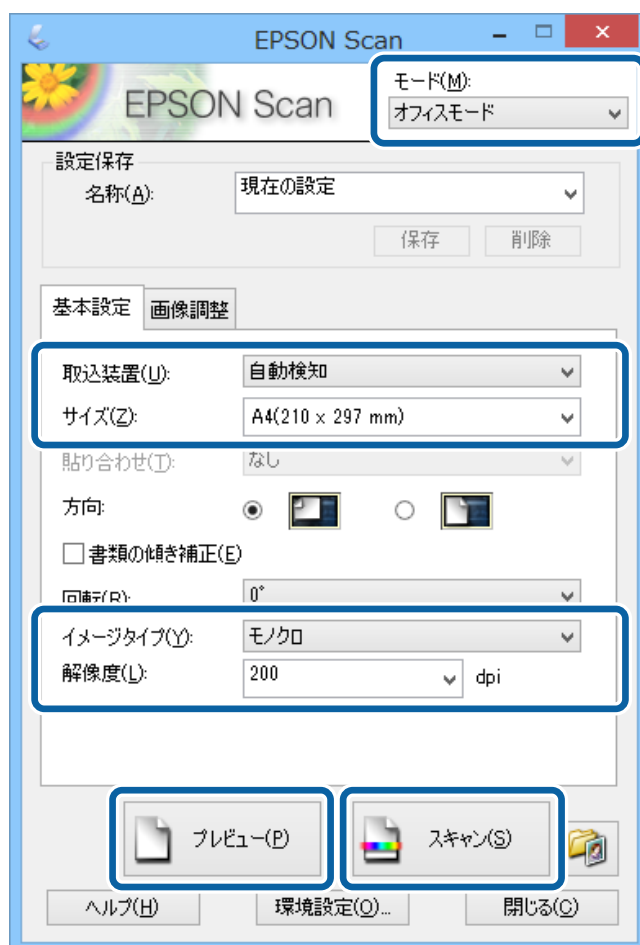 EPSON Scan
EPSON Scan
モード(M):
オフィスモード
設定保存
名称(A):
現在の設定
保存
削除
基本設定
画像調整
取込装置(U):
自動検知
サイズ(Z):
A4(210 x 297 mm)
貼り合わせ(T):
なし
方向:
書類の傾き補正(E)
回転(R):
0°
イメージタイプ(Y):
モノクロ
解像度(L):
200
dpi
プレビュー(P)
スキャン(S)
ヘルプ(H)
環境設定(O)...
閉じる(C)